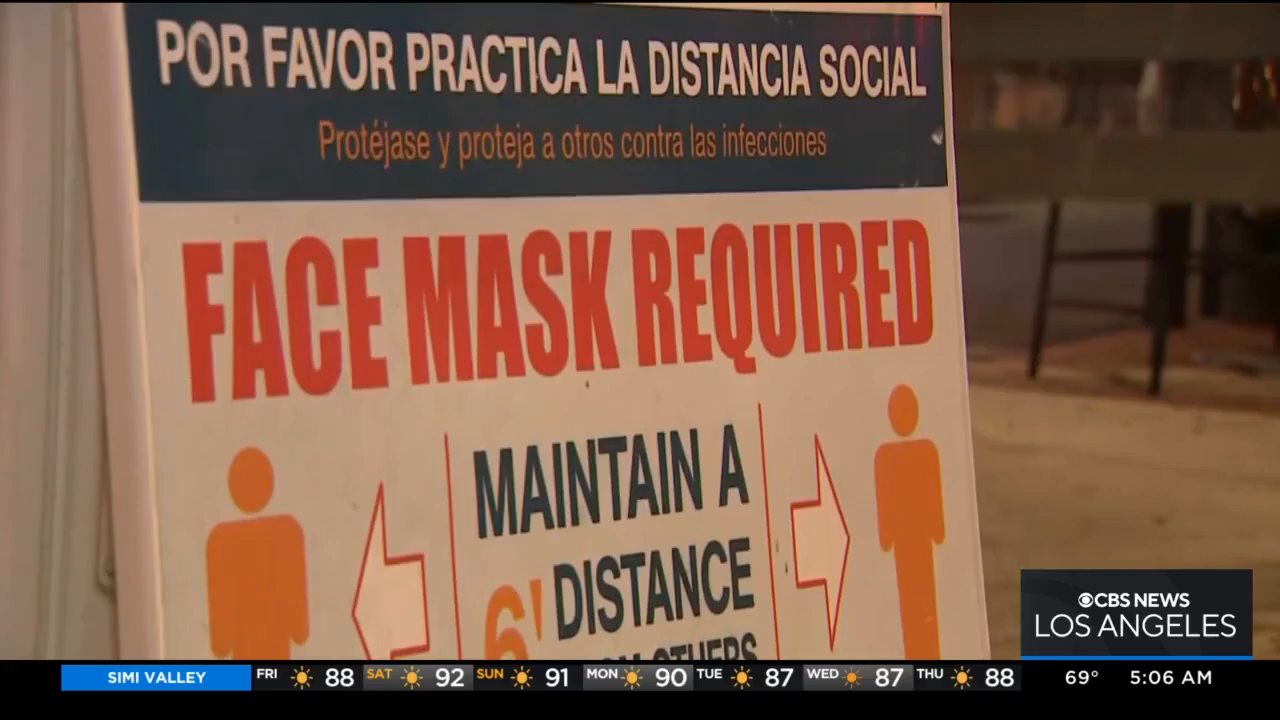 POR FAVOR PRACTICA LA DISTANCIA SOCIAL
Protéjase y proteja a otros contra las infecciones
FACE MASK REQUIRED
MAINTAIN A
6' DISTANCE
OTHERS
CBS NEWS
LOS ANGELES
SIMI VALLEY FRI 88 SAT 92 SUN 91 MON 90 TUE 87 WED 87 THU 88 69° 5:06 AM